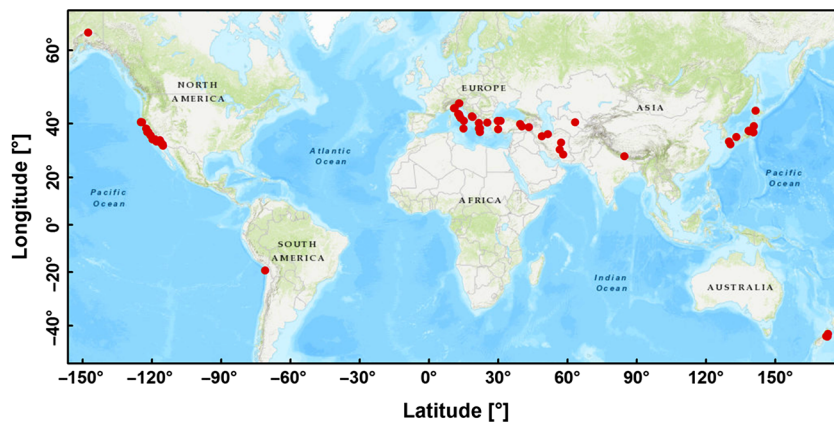 60°
40°
20°
0°
−20°
−40°
Longitude [°]
NORTH
AMERICA
EUROPE
ASIA
Atlantic
Ocean
Pacific
Ocean
Pacific
Ocean
AFRICA
SOUTH
AMERICA
Indian
Ocean
AUSTRALIA
−150°
−120°
−90°
−60°
−30°
0°
30°
60°
90°
120°
150°
Latitude [°]